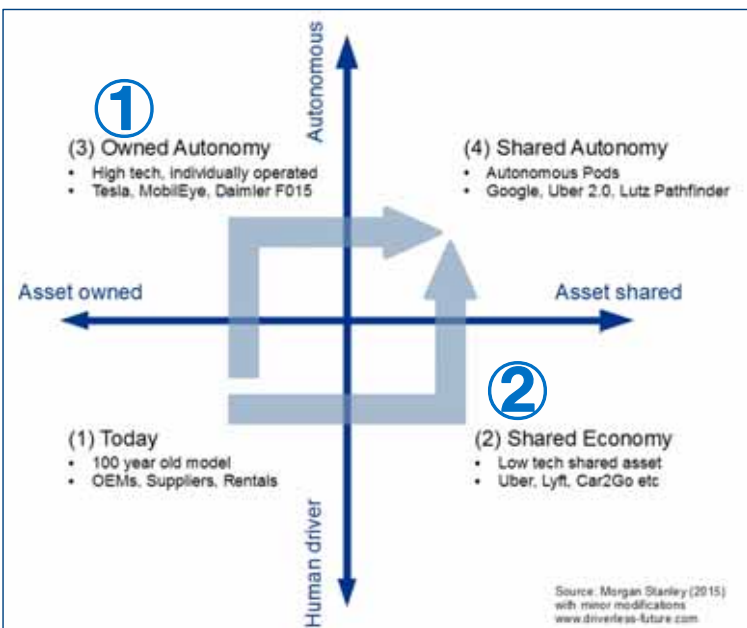 Autonomous
①
(3) Owned Autonomy
• High tech, individually operated
• Tesla, MobilEye, Daimler F015
(4) Shared Autonomy
• Autonomous Pods
• Google, Uber 2.0, Lutz Pathfinder
Asset owned
Asset shared
②
(1) Today
• 100 year old model
• OEMs, Suppliers, Rentals
(2) Shared Economy
• Low tech shared asset
• Uber, Lyft, Car2Go etc
Human driver
Source: Morgan Stanley (2015)
with minor modifications
www.driverless-future.com